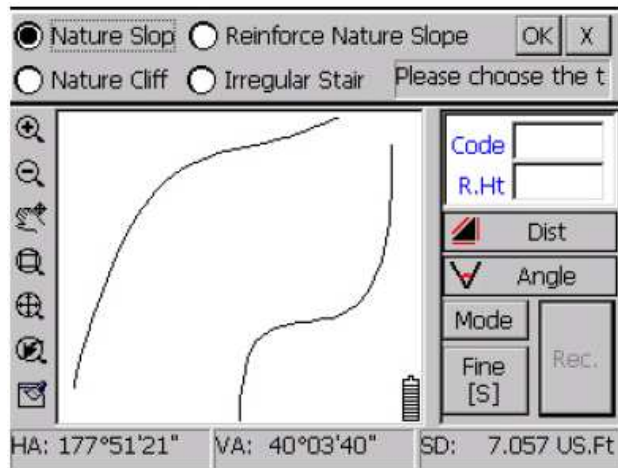 Nature Slop Reinforce Nature Slope OK X
Nature Cliff Irregular Stair Please choose the t
Code
R.Ht
Dist
Angle
Mode
Fine
[S]
Rec.
HA: 177°51'21" VA: 40°03'40" SD: 7.057 US.Ft